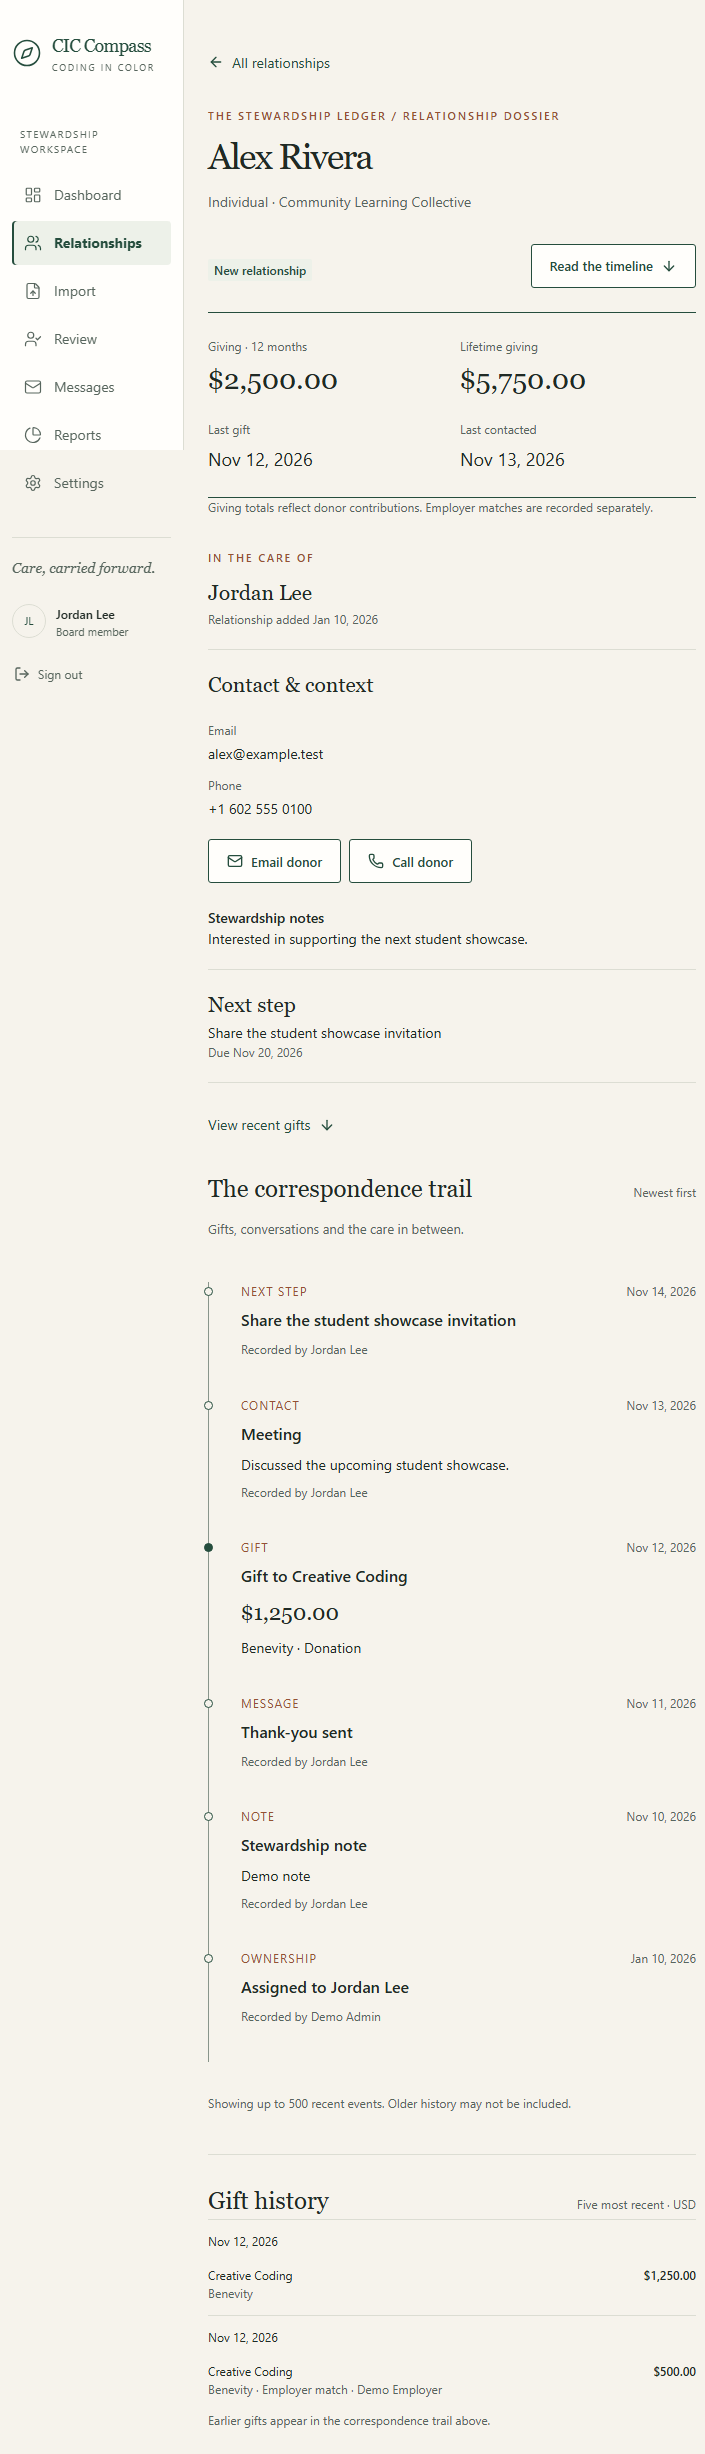 CIC Compass
CODING IN COLOR
STEWARDSHIP
WORKSPACE
Dashboard
Relationships
Import
Review
Messages
Reports
Settings
Care, carried forward.
JL
Jordan Lee
Board member
Sign out
All relationships
THE STEWARDSHIP LEDGER / RELATIONSHIP DOSSIER
Alex Rivera
Individual · Community Learning Collective
New relationship
Read the timeline
Giving · 12 months
$2,500.00
Lifetime giving
$5,750.00
Last gift
Nov 12, 2026
Last contacted
Nov 13, 2026
Giving totals reflect donor contributions. Employer matches are recorded separately.
IN THE CARE OF
Jordan Lee
Relationship added Jan 10, 2026
Contact & context
Email
alex@example.test
Phone
+1 602 555 0100
Email donor
Call donor
Stewardship notes
Interested in supporting the next student showcase.
Next step
Share the student showcase invitation
Due Nov 20, 2026
View recent gifts
The correspondence trail
Newest first
Gifts, conversations and the care in between.
NEXT STEP
Nov 14, 2026
Share the student showcase invitation
Recorded by Jordan Lee
CONTACT
Nov 13, 2026
Meeting
Discussed the upcoming student showcase.
Recorded by Jordan Lee
GIFT
Nov 12, 2026
Gift to Creative Coding
$1,250.00
Benevity · Donation
MESSAGE
Nov 11, 2026
Thank-you sent
Recorded by Jordan Lee
NOTE
Nov 10, 2026
Stewardship note
Demo note
Recorded by Jordan Lee
OWNERSHIP
Jan 10, 2026
Assigned to Jordan Lee
Recorded by Demo Admin
Showing up to 500 recent events. Older history may not be included.
Gift history
Five most recent · USD
Nov 12, 2026
Creative Coding
$1,250.00
Benevity
Nov 12, 2026
Creative Coding
$500.00
Benevity · Employer match · Demo Employer
Earlier gifts appear in the correspondence trail above.